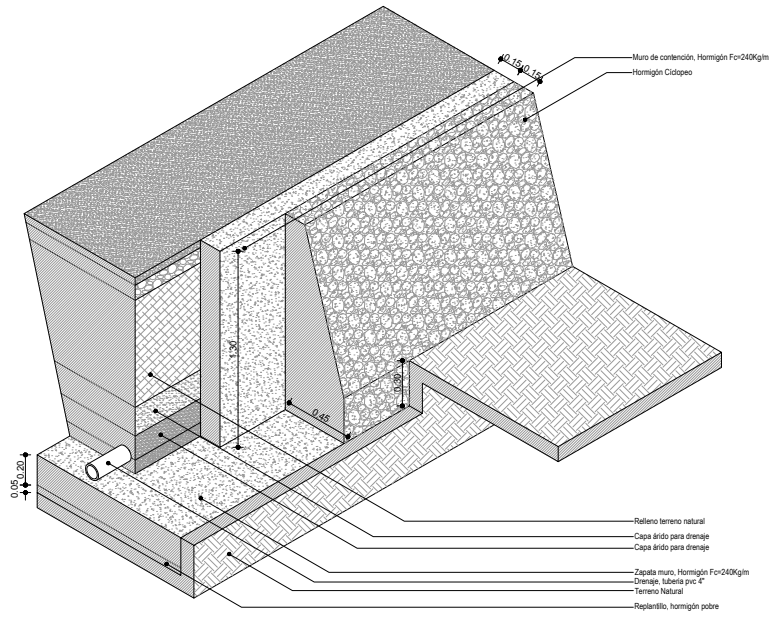 0.15
0.15
Muro de contención, Hormigón Fc=240Kg/m
Hormigón Ciclopeo
1.30
0.30
0.45
0.20
0.05
Relleno terreno natural
Capa árido para drenaje
Capa árido para drenaje
Zapata muro, Hormigón Fc=240Kg/m
Drenaje, tuberia pvc 4"
Terreno Natural
Replantillo, hormigón pobre